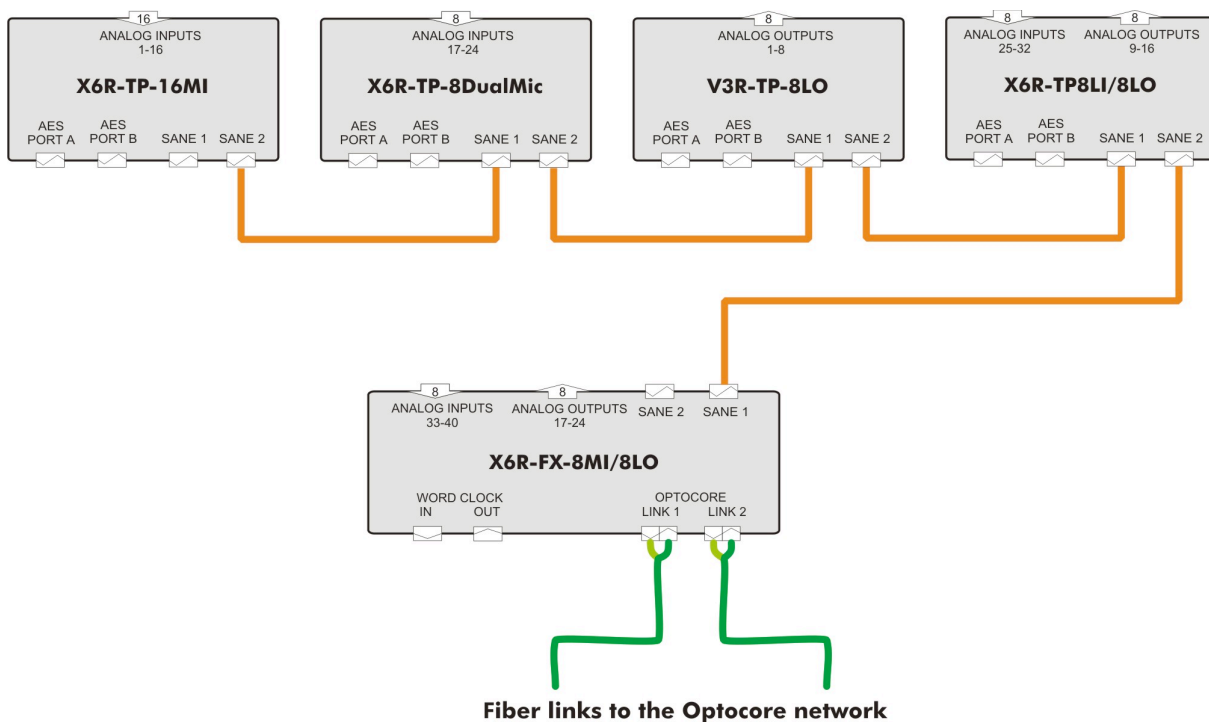 16
ANALOG INPUTS
1-16
X6R-TP-16MI
AES
PORT A
AES
PORT B
SANE 1
SANE 2
8
ANALOG INPUTS
17-24
X6R-TP-8DualMic
AES
PORT A
AES
PORT B
SANE 1
SANE 2
8
ANALOG OUTPUTS
1-8
V3R-TP-8LO
AES
PORT A
AES
PORT B
SANE 1
SANE 2
8
ANALOG INPUTS
25-32
8
ANALOG OUTPUTS
9-16
X6R-TP8LI/8LO
AES
PORT A
AES
PORT B
SANE 1
SANE 2
8
ANALOG INPUTS
33-40
8
ANALOG OUTPUTS
17-24
SANE 2
SANE 1
X6R-FX-8MI/8LO
WORD CLOCK
IN
OUT
OPTOCORE
LINK 1
LINK 2
Fiber links to the Optocore network